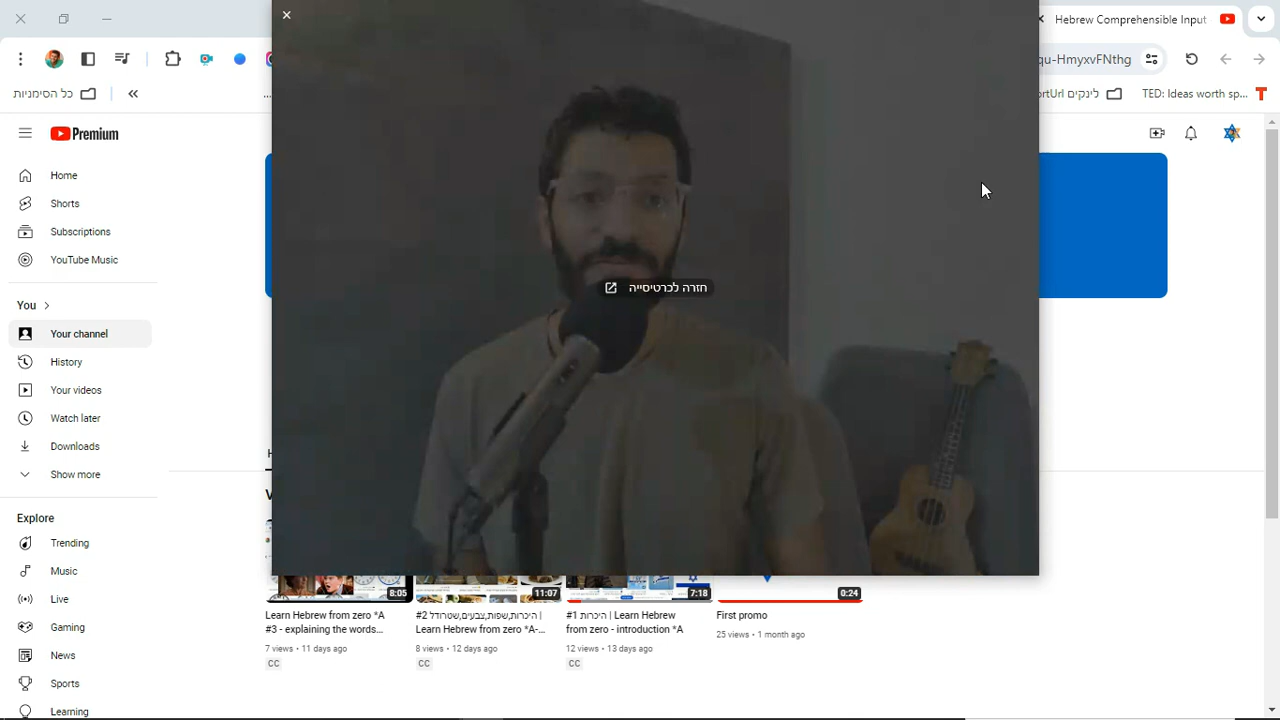 Hebrew Comprehensible Input
qu-HmyxvFNthg
כל הסימניות
...
לינקים
TED: Ideas worth sp...
Premium
Home
Shorts
Subscriptions
YouTube Music
You
Your channel
History
Your videos
Watch later
Downloads
Show more
Explore
Trending
Music
Live
Gaming
News
Sports
Learning
חזרה לכרטיסייה
8:05
Learn Hebrew from zero *A
#3 - explaining the words...
7 views • 11 days ago
CC
11:07
#2 היכרות,שפות,צבעים,שטרודל |
Learn Hebrew from zero *A-...
8 views • 12 days ago
CC
7:18
#1 היכרות | Learn Hebrew
from zero - introduction *A
12 views • 13 days ago
CC
0:24
First promo
25 views • 1 month ago